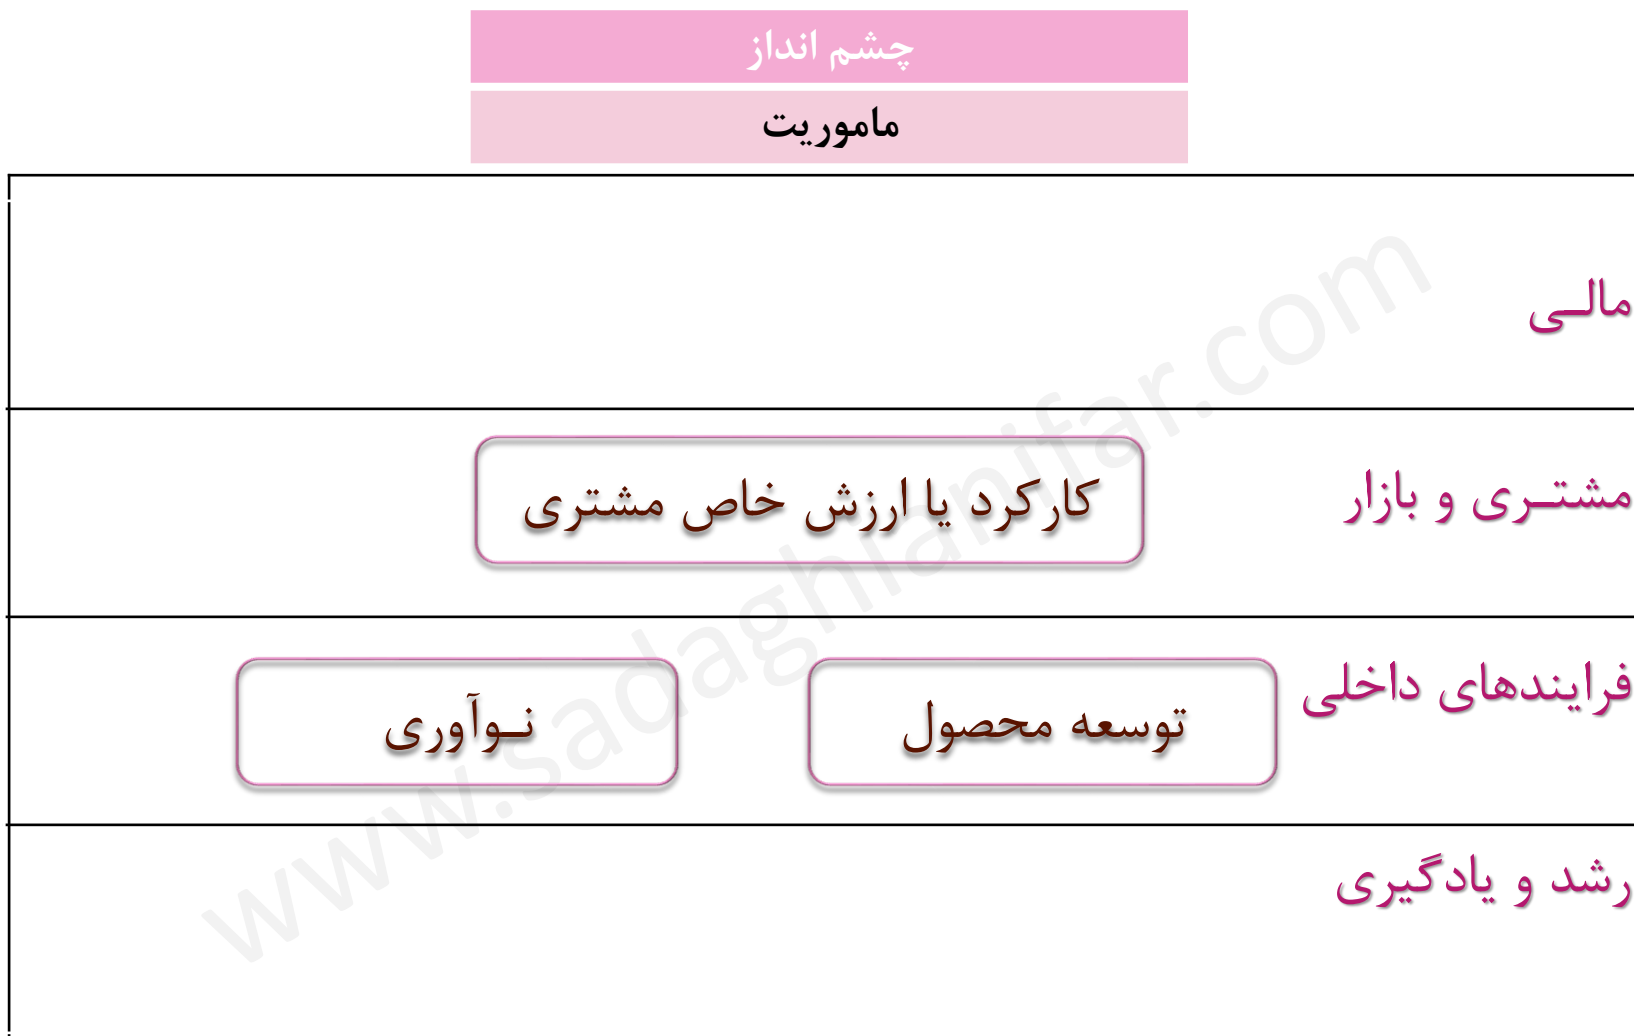 چشم انداز
ماموریت
مالـی
مشتـری و بازار
کارکرد یا ارزش خاص مشتری
فرایندهای داخلی
توسعه محصول
نـوآوری
رشد و یادگیری
www.sadaghianifar.com